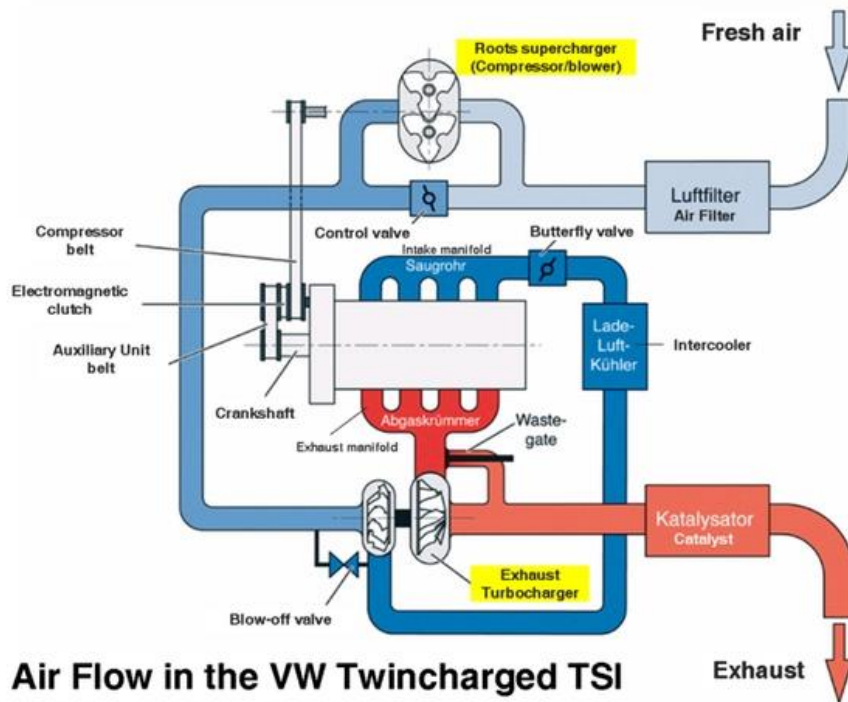 Roots supercharger
(Compressor/blower)
Fresh air
Luftfilter
Air Filter
Control valve
Butterfly valve
Compressor
belt
Intake manifold
Saugrohr
Electromagnetic
clutch
Lade-
Luft-
Kühler
Intercooler
Auxiliary Unit
belt
Crankshaft
Abgaskrümmer
Exhaust manifold
Waste-
gate
Katalysator
Catalyst
Exhaust
Turbocharger
Blow-off valve
Air Flow in the VW Twincharged TSI
Exhaust